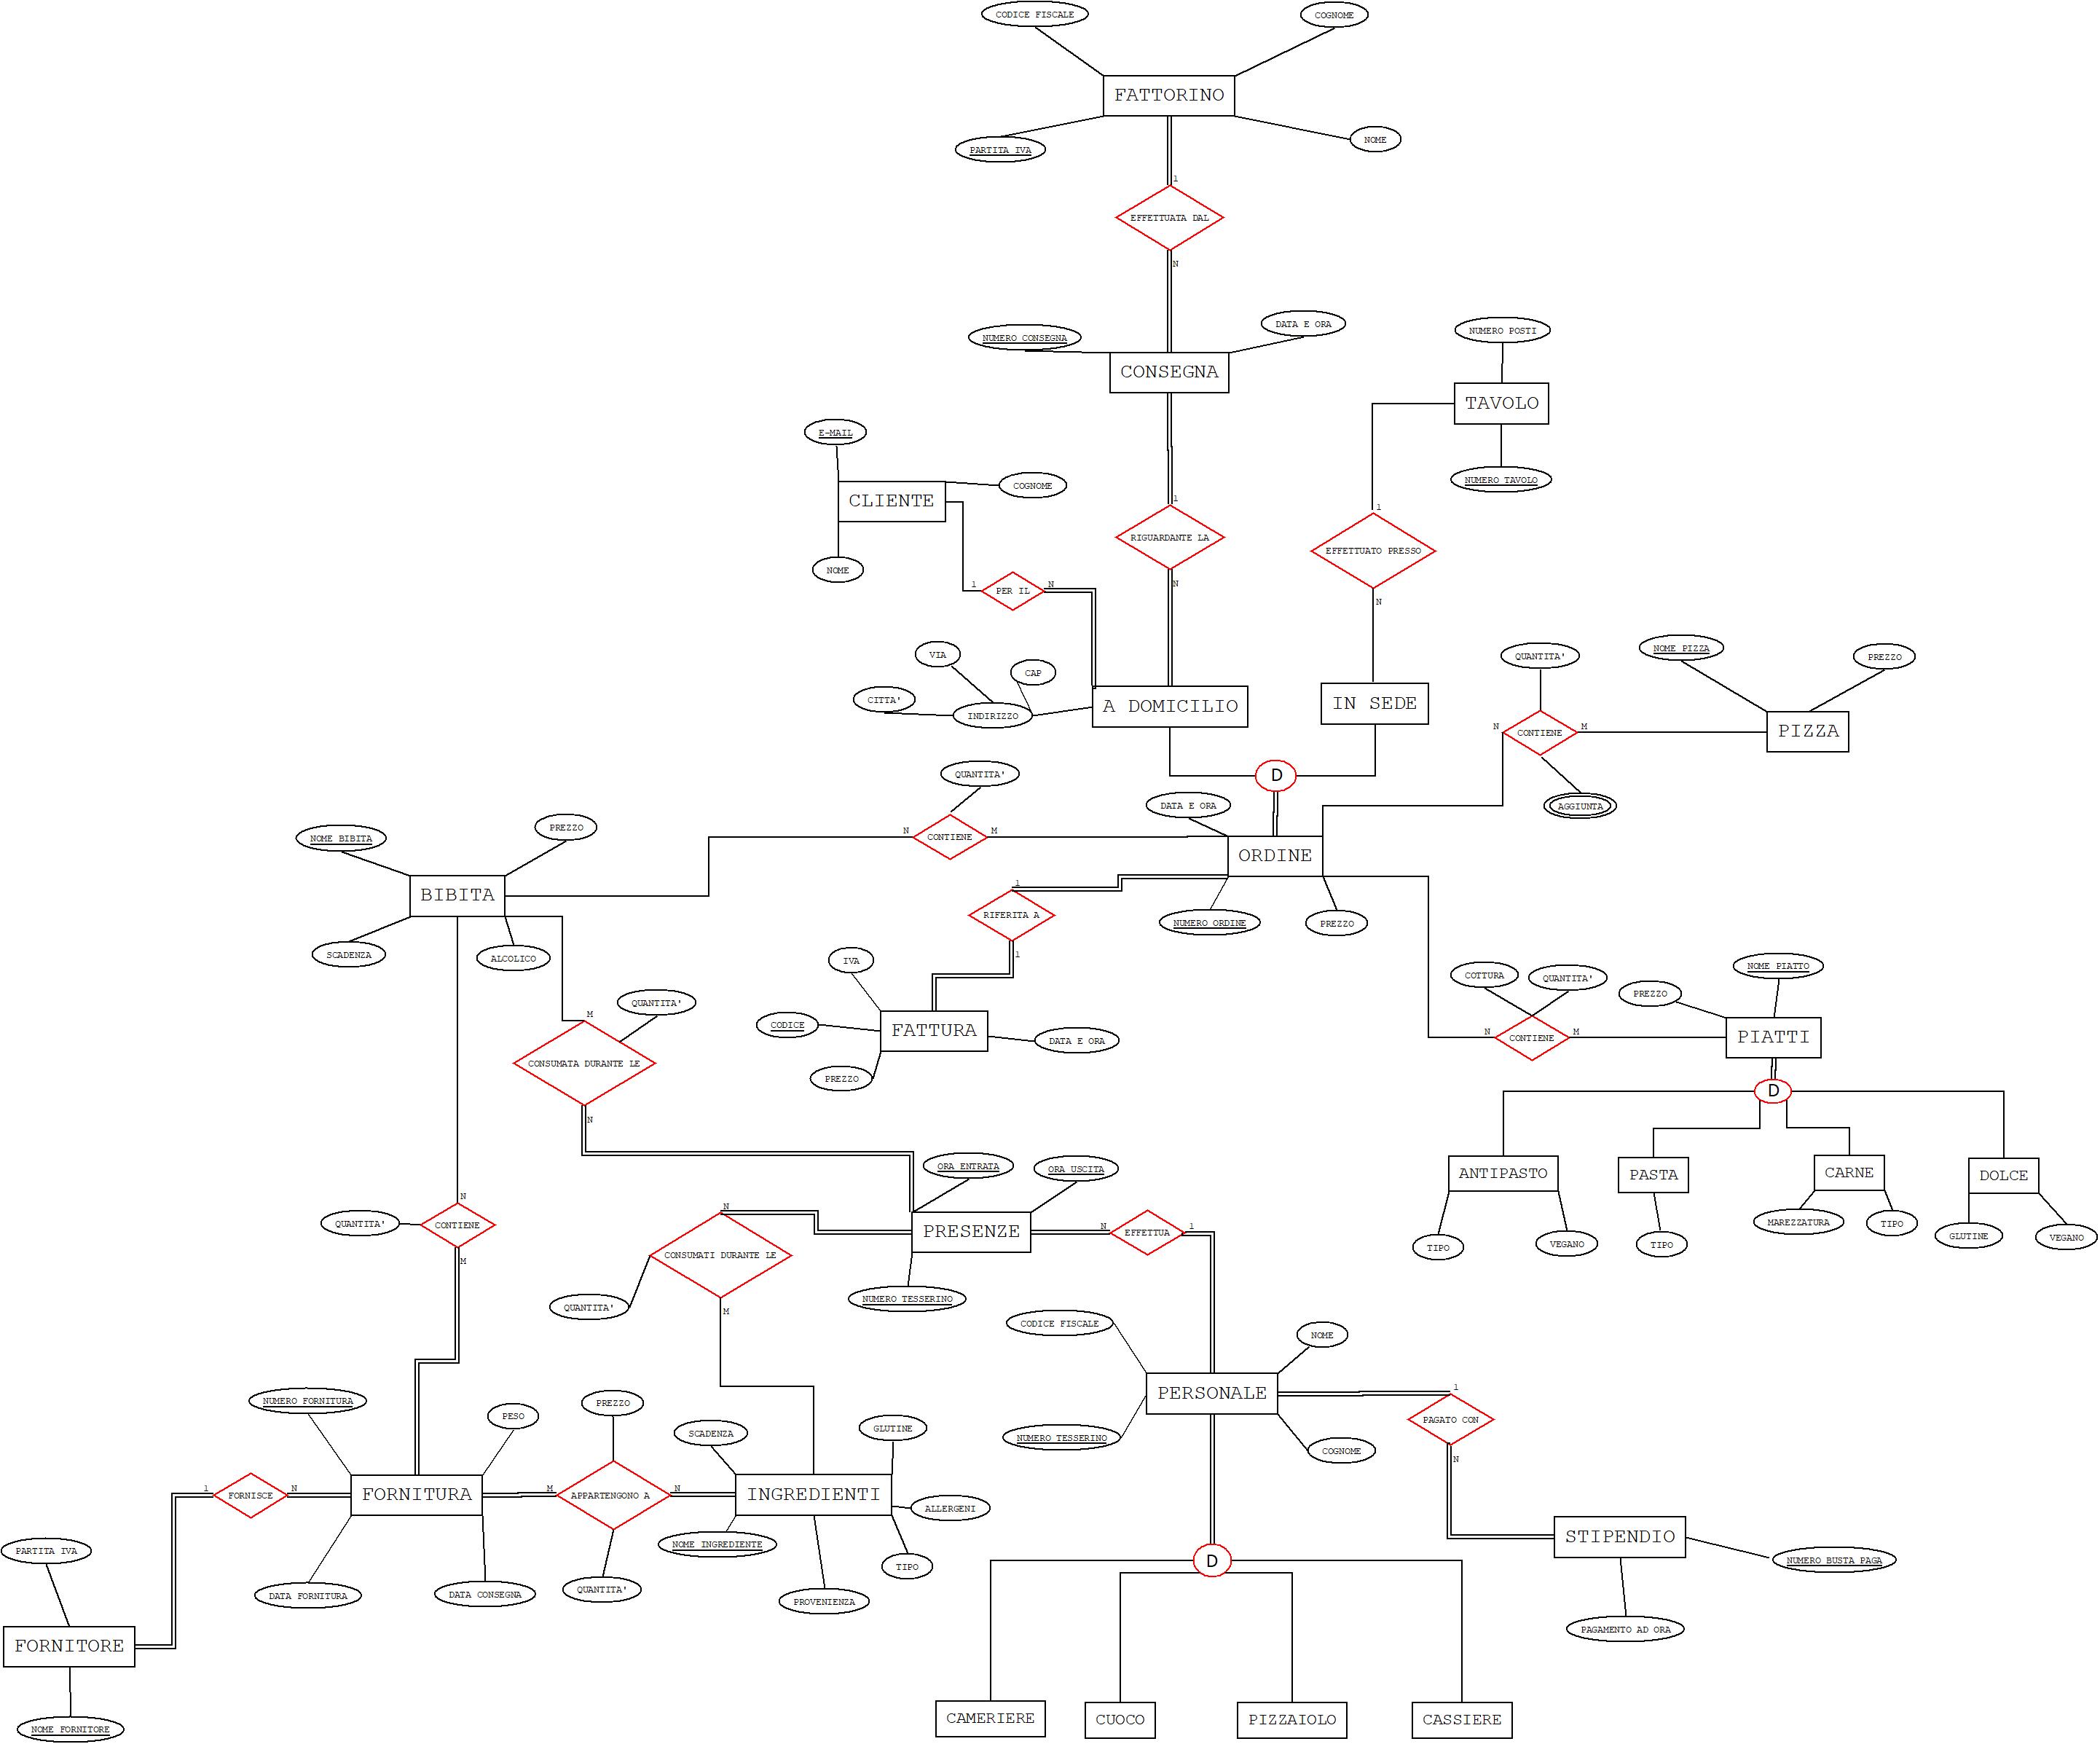 CODICE FISCALE
COGNOME
FATTORINO
PARTITA IVA
NOME
1
EFFETTUATA DAL
N
NUMERO CONSEGNA
DATA E ORA
CONSEGNA
NUMERO POSTI
TAVOLO
NUMERO TAVOLO
E-MAIL
CLIENTE
COGNOME
NOME
1
RIGUARDANTE LA
N
1
EFFETTUATO PRESSO
N
1
PER IL
N
VIA
CAP
CITTA'
INDIRIZZO
A DOMICILIO
IN SEDE
QUANTITA'
NOME PIZZA
PREZZO
N
CONTIENE
M
PIZZA
AGGIUNTA
D
QUANTITA'
DATA E ORA
NOME BIBITA
PREZZO
N
CONTIENE
M
ORDINE
BIBITA
SCADENZA
ALCOLICO
1
RIFERITA A
1
NUMERO ORDINE
PREZZO
IVA
CODICE
FATTURA
DATA E ORA
PREZZO
COTTURA
QUANTITA'
PREZZO
NOME PIATTO
N
CONTIENE
M
PIATTI
D
QUANTITA'
M
CONSUMATA DURANTE LE
N
ANTIPASTO
PASTA
CARNE
DOLCE
TIPO
VEGANO
TIPO
MAREZZATURA
TIPO
GLUTINE
VEGANO
ORA ENTRATA
ORA USCITA
N
QUANTITA'
CONTIENE
M
N
CONSUMATI DURANTE LE
M
QUANTITA'
PRESENZE
N
EFFETTUA
1
NUMERO TESSERINO
CODICE FISCALE
NOME
PERSONALE
NUMERO TESSERINO
COGNOME
1
PAGATO CON
N
NUMERO FORNITURA
PESO
PREZZO
SCADENZA
GLUTINE
1
FORNISCE
N
FORNITURA
M
APPARTENGONO A
N
INGREDIENTI
ALLERGENI
NOME INGREDIENTE
TIPO
PROVENIENZA
DATA FORNITURA
DATA CONSEGNA
QUANTITA'
STIPENDIO
NUMERO BUSTA PAGA
PAGAMENTO AD ORA
PARTITA IVA
FORNITORE
NOME FORNITORE
D
CAMERIERE
CUOCO
PIZZAIOLO
CASSIERE